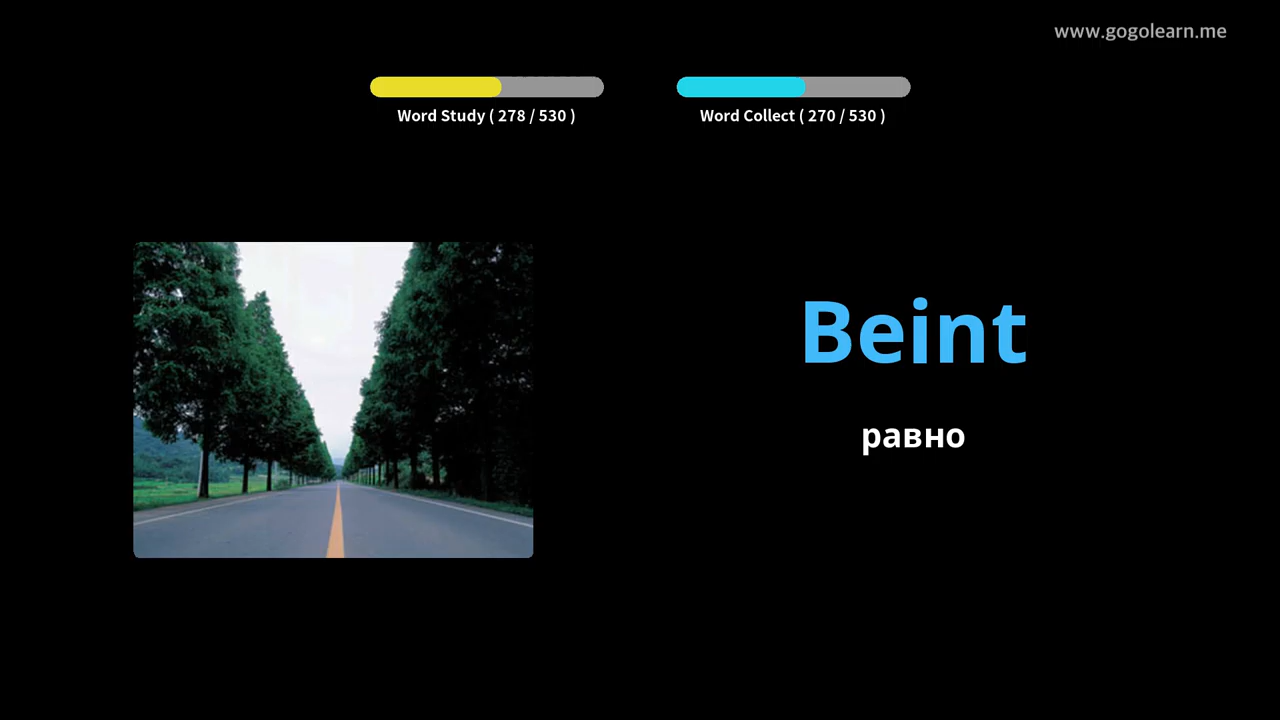 www.gogolearn.me
Word Study ( 278 / 530 )
Word Collect ( 270 / 530 )
Beint
равно